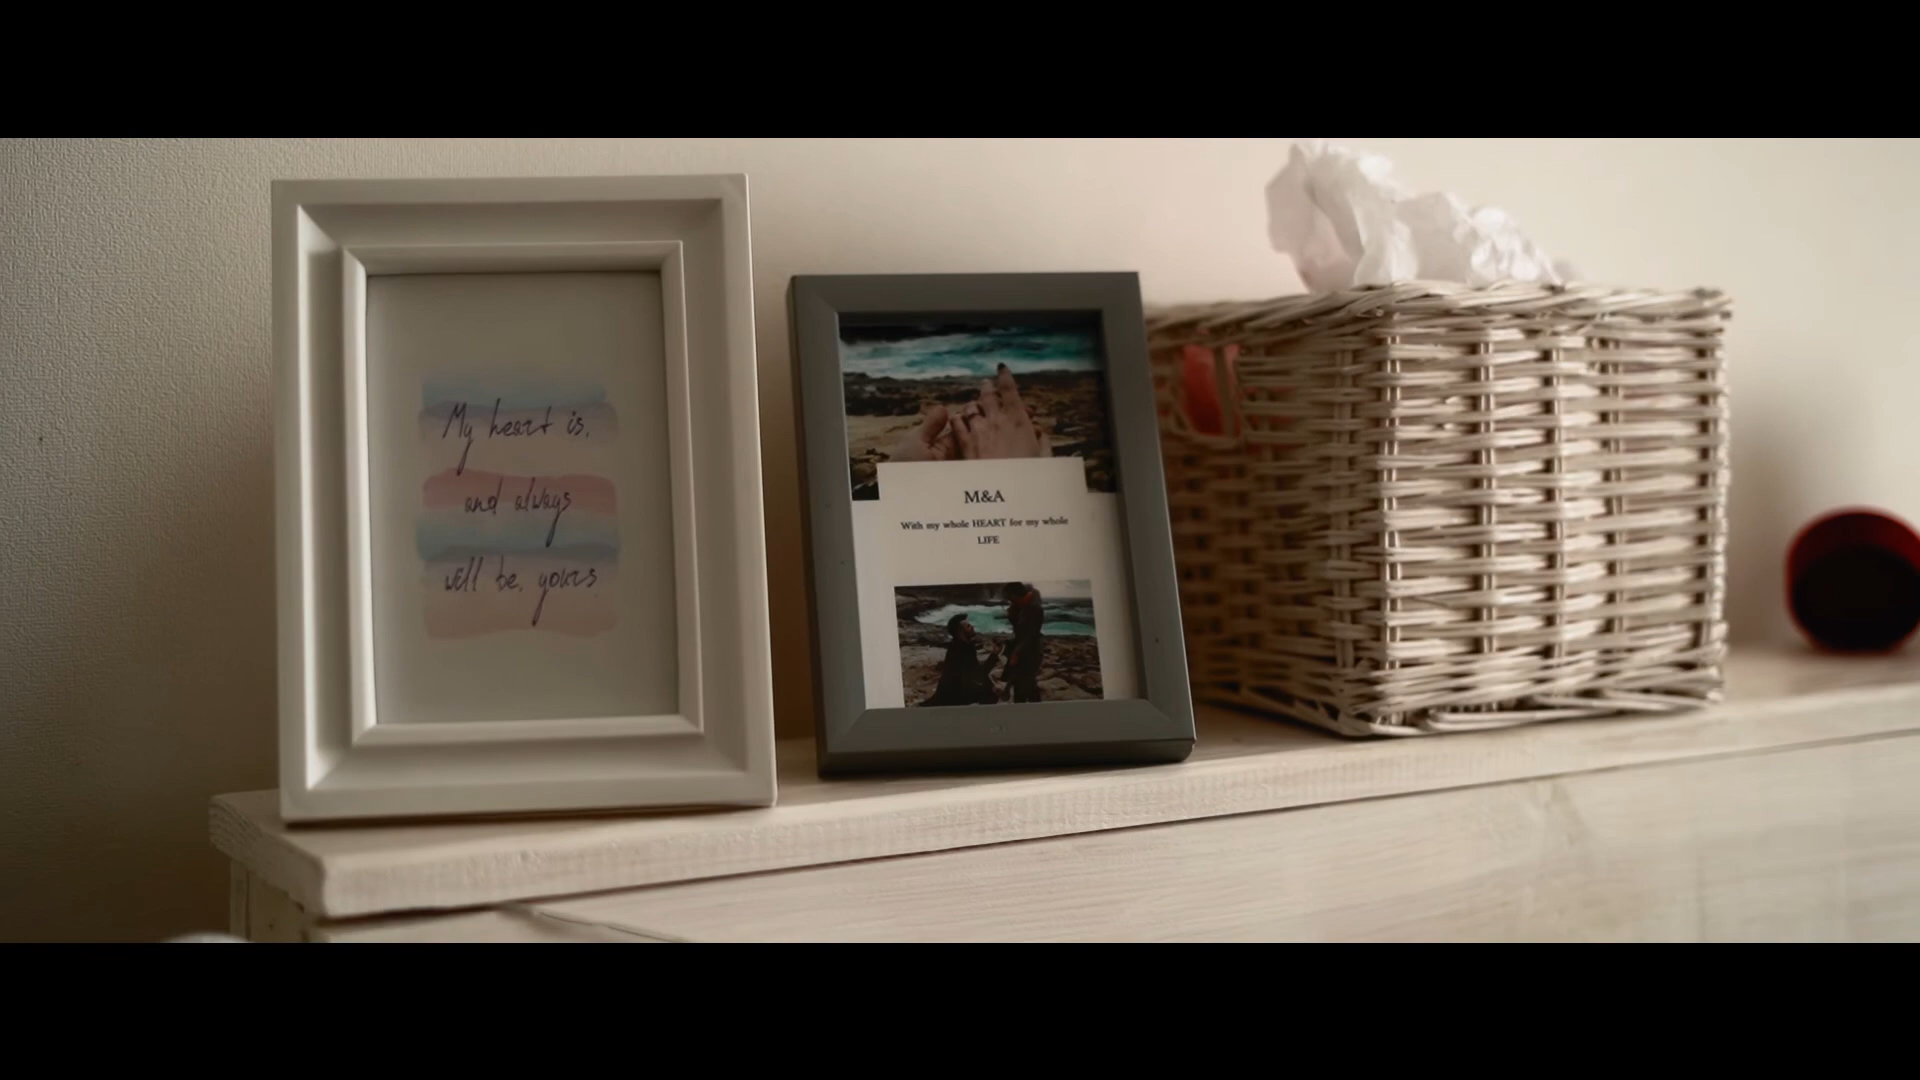 My heart is,
and always
will be, yours.
M&A
With my whole HEART for my whole
LIFE